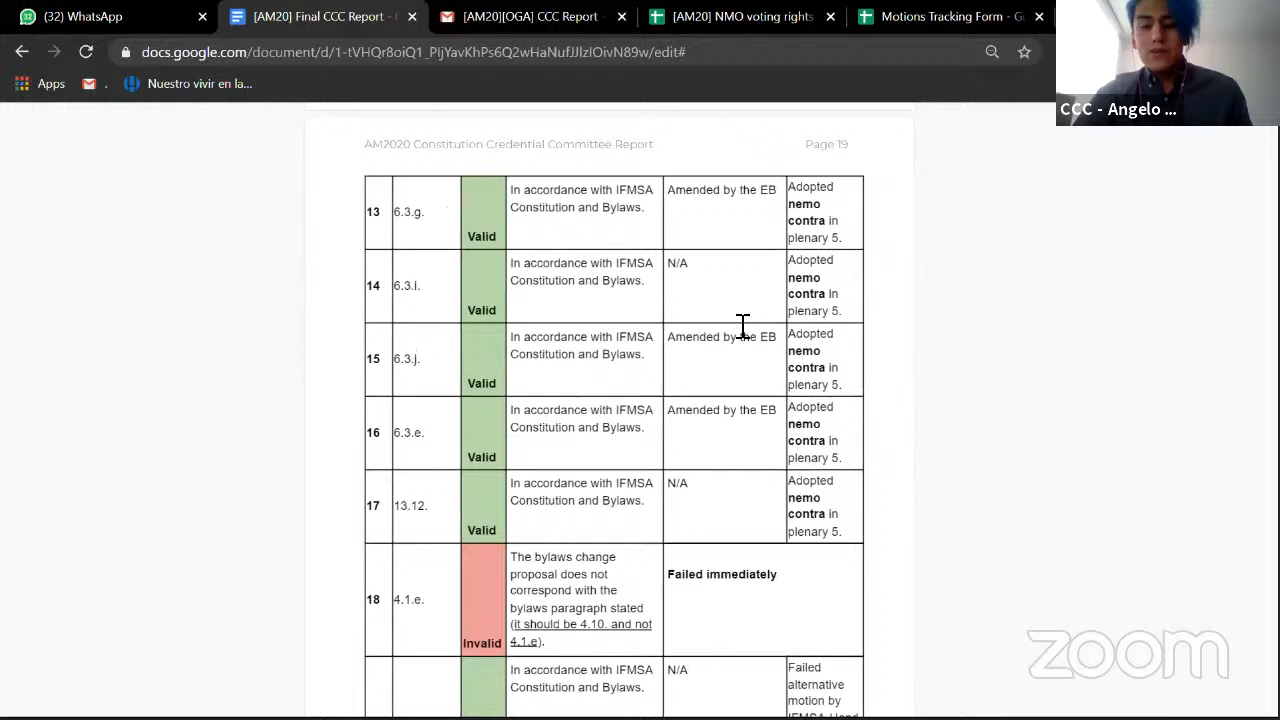 (32) WhatsApp
[AM20] Final CCC Report -
[AM20][OGA] CCC Report -
[AM20] NMO voting rights
Motions Tracking Form - G
docs.google.com/document/d/1-tVHQr8oiQ1_PljYavKhPs6Q2wHaNufJJlzIOivN89w/edit#
Apps
.
Nuestro vivir en la...
CCC - Angelo ...
AM2020 Constitution Credential Committee Report
Page 19
13
6.3.g.
Valid
In accordance with IFMSA
Constitution and Bylaws.
Amended by the EB
Adopted
nemo
contra in
plenary 5.
14
6.3.i.
Valid
In accordance with IFMSA
Constitution and Bylaws.
N/A
Adopted
nemo
contra in
plenary 5.
15
6.3.j.
Valid
In accordance with IFMSA
Constitution and Bylaws.
Amended by the EB
Adopted
nemo
contra in
plenary 5.
16
6.3.e.
Valid
In accordance with IFMSA
Constitution and Bylaws.
Amended by the EB
Adopted
nemo
contra in
plenary 5.
17
13.12.
Valid
In accordance with IFMSA
Constitution and Bylaws.
N/A
Adopted
nemo
contra in
plenary 5.
18
4.1.e.
Invalid
The bylaws change
proposal does not
correspond with the
bylaws paragraph stated
(it should be 4.10. and not
4.1.e).
Failed immediately
In accordance with IFMSA
Constitution and Bylaws.
N/A
Failed
alternative
motion by
zoom